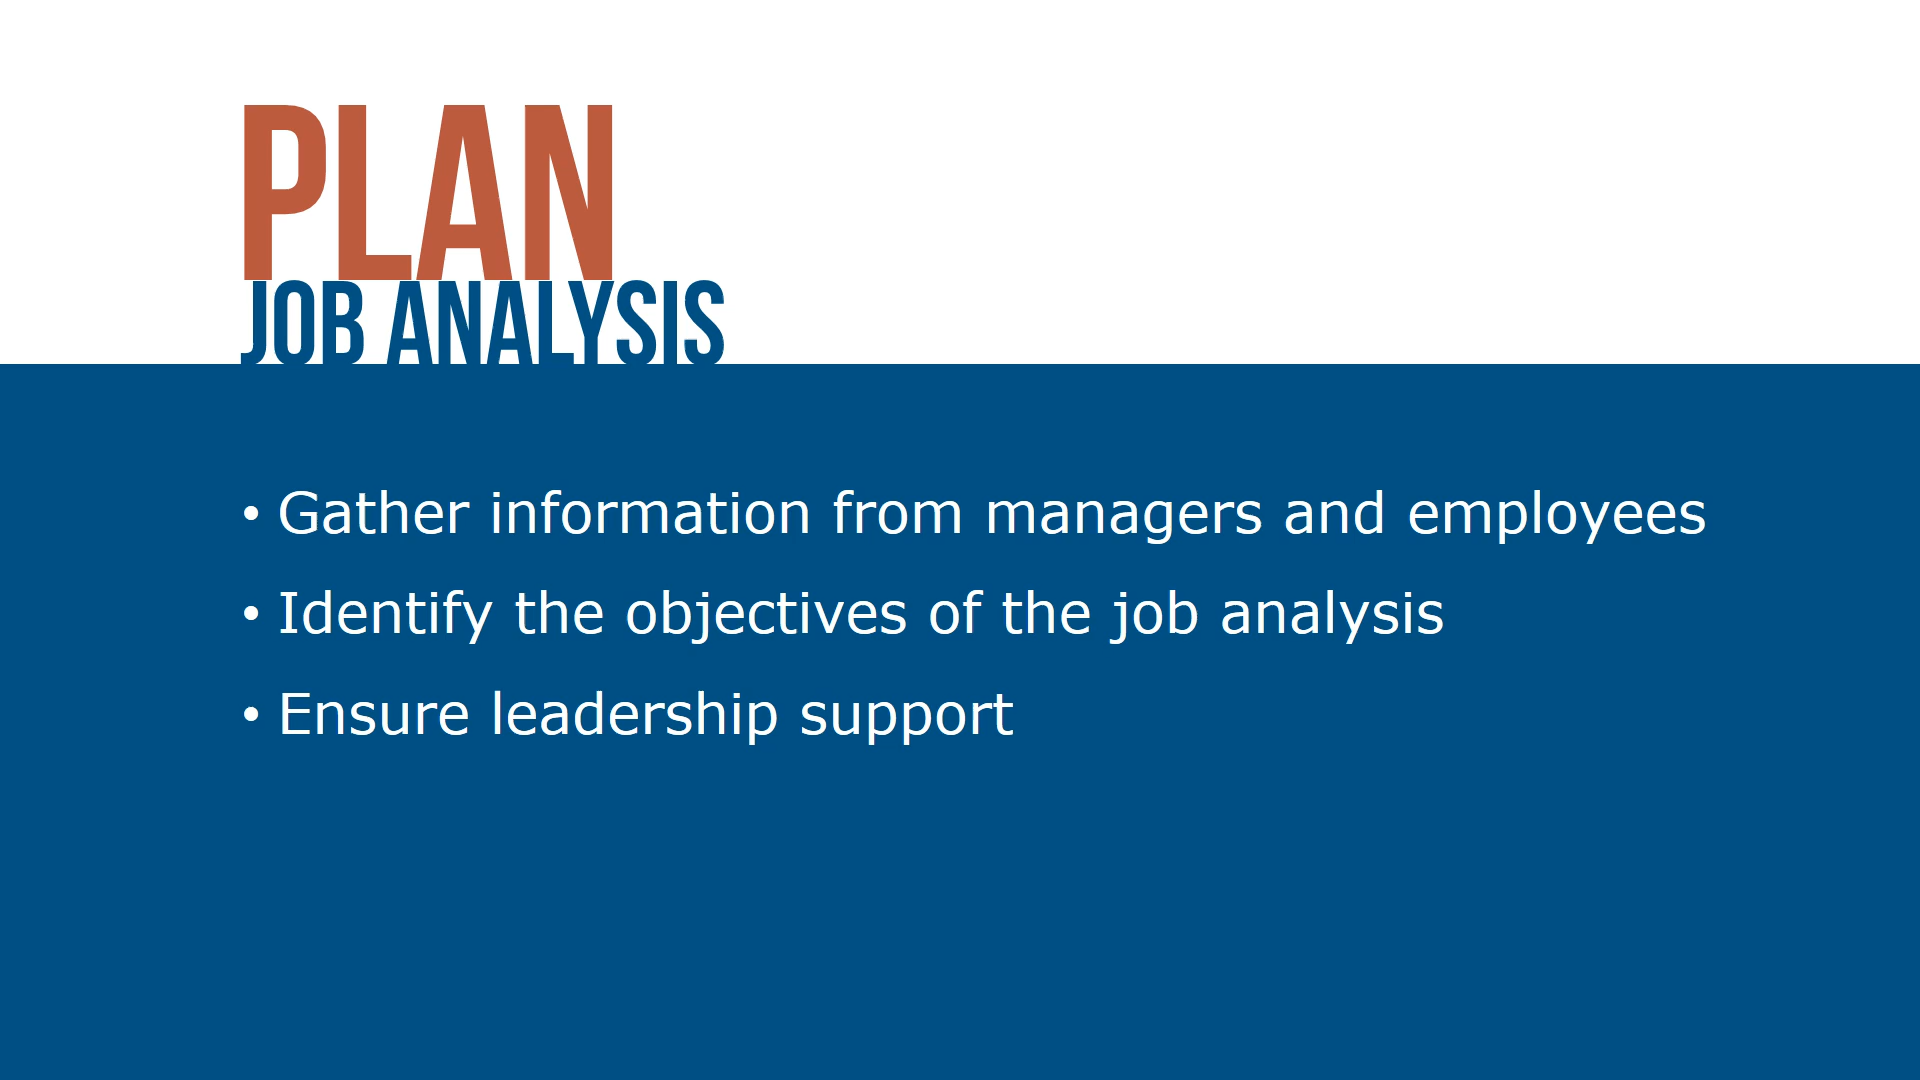 PLAN
JOB ANALYSIS
• Gather information from managers and employees
• Identify the objectives of the job analysis
• Ensure leadership support